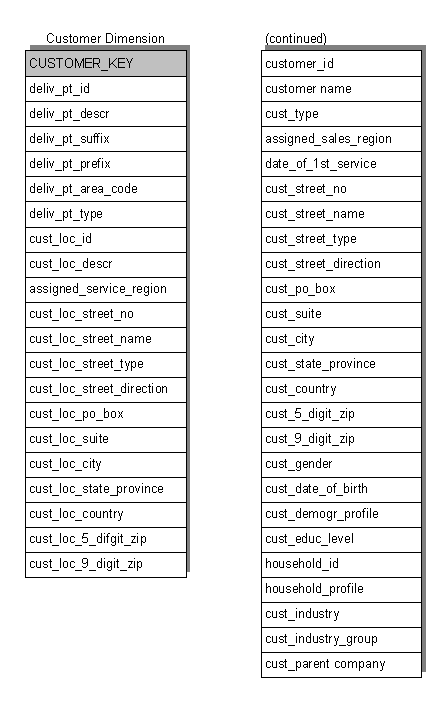 Customer Dimension
CUSTOMER_KEY
deliv_pt_id
deliv_pt_descr
deliv_pt_suffix
deliv_pt_prefix
deliv_pt_area_code
deliv_pt_type
cust_loc_id
cust_loc_descr
assigned_service_region
cust_loc_street_no
cust_loc_street_name
cust_loc_street_type
cust_loc_street_direction
cust_loc_po_box
cust_loc_suite
cust_loc_city
cust_loc_state_province
cust_loc_country
cust_loc_5_difgit_zip
cust_loc_9_digit_zip
(continued)
customer_id
customer name
cust_type
assigned_sales_region
date_of_1st_service
cust_street_no
cust_street_name
cust_street_type
cust_street_direction
cust_po_box
cust_suite
cust_city
cust_state_province
cust_country
cust_5_digit_zip
cust_9_digit_zip
cust_gender
cust_date_of_birth
cust_demogr_profile
cust_educ_level
household_id
household_profile
cust_industry
cust_industry_group
cust_parent company